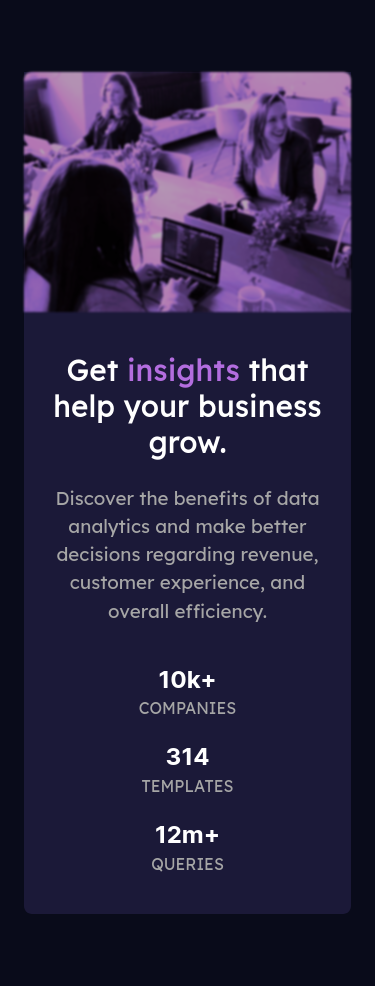 Get insights that
help your business
grow.
Discover the benefits of data
analytics and make better
decisions regarding revenue,
customer experience, and
overall efficiency.
10k+
COMPANIES
314
TEMPLATES
12m+
QUERIES